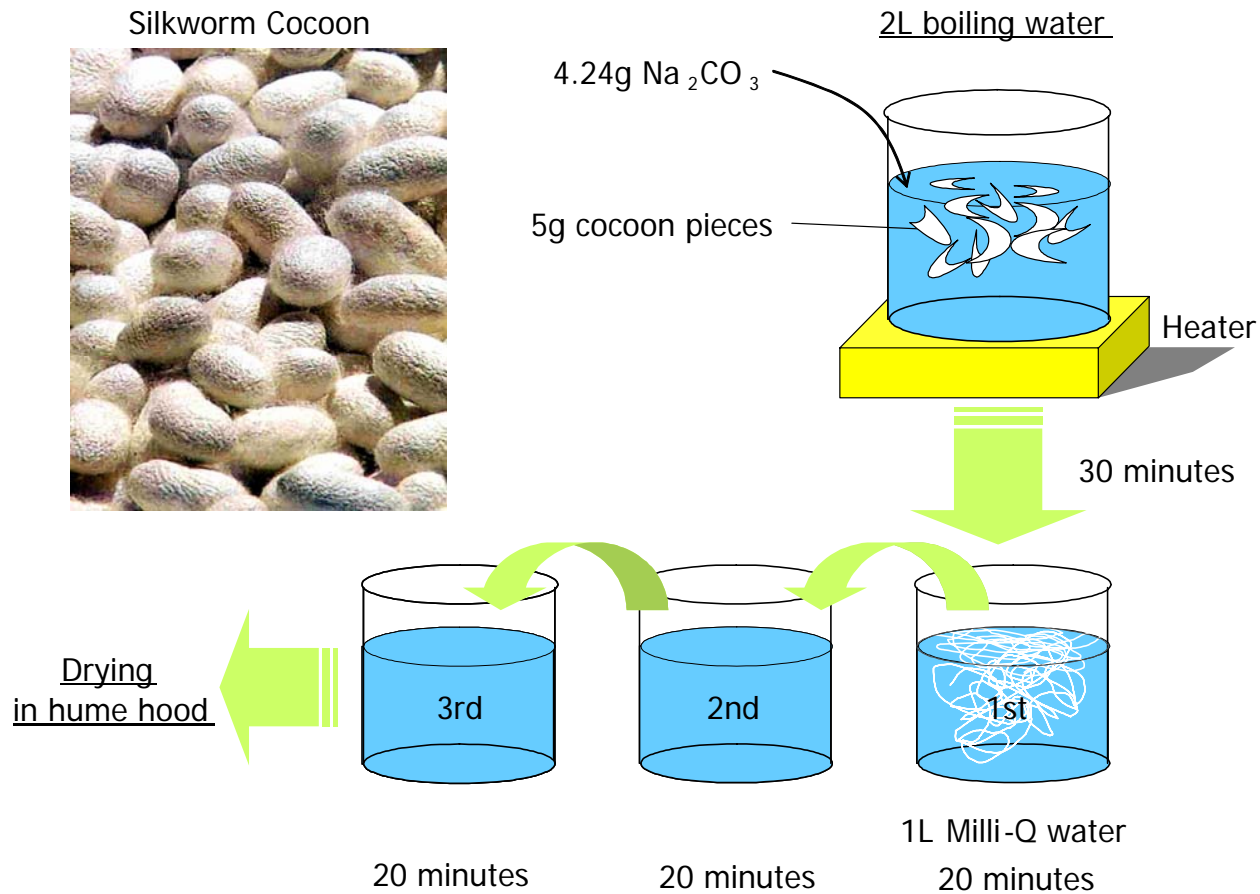 Silkworm Cocoon
2L boiling water
4.24g Na2CO3
5g cocoon pieces
Heater
30 minutes
Drying
in hume hood
3rd
2nd
1st
1L Milli-Q water
20 minutes
20 minutes
20 minutes